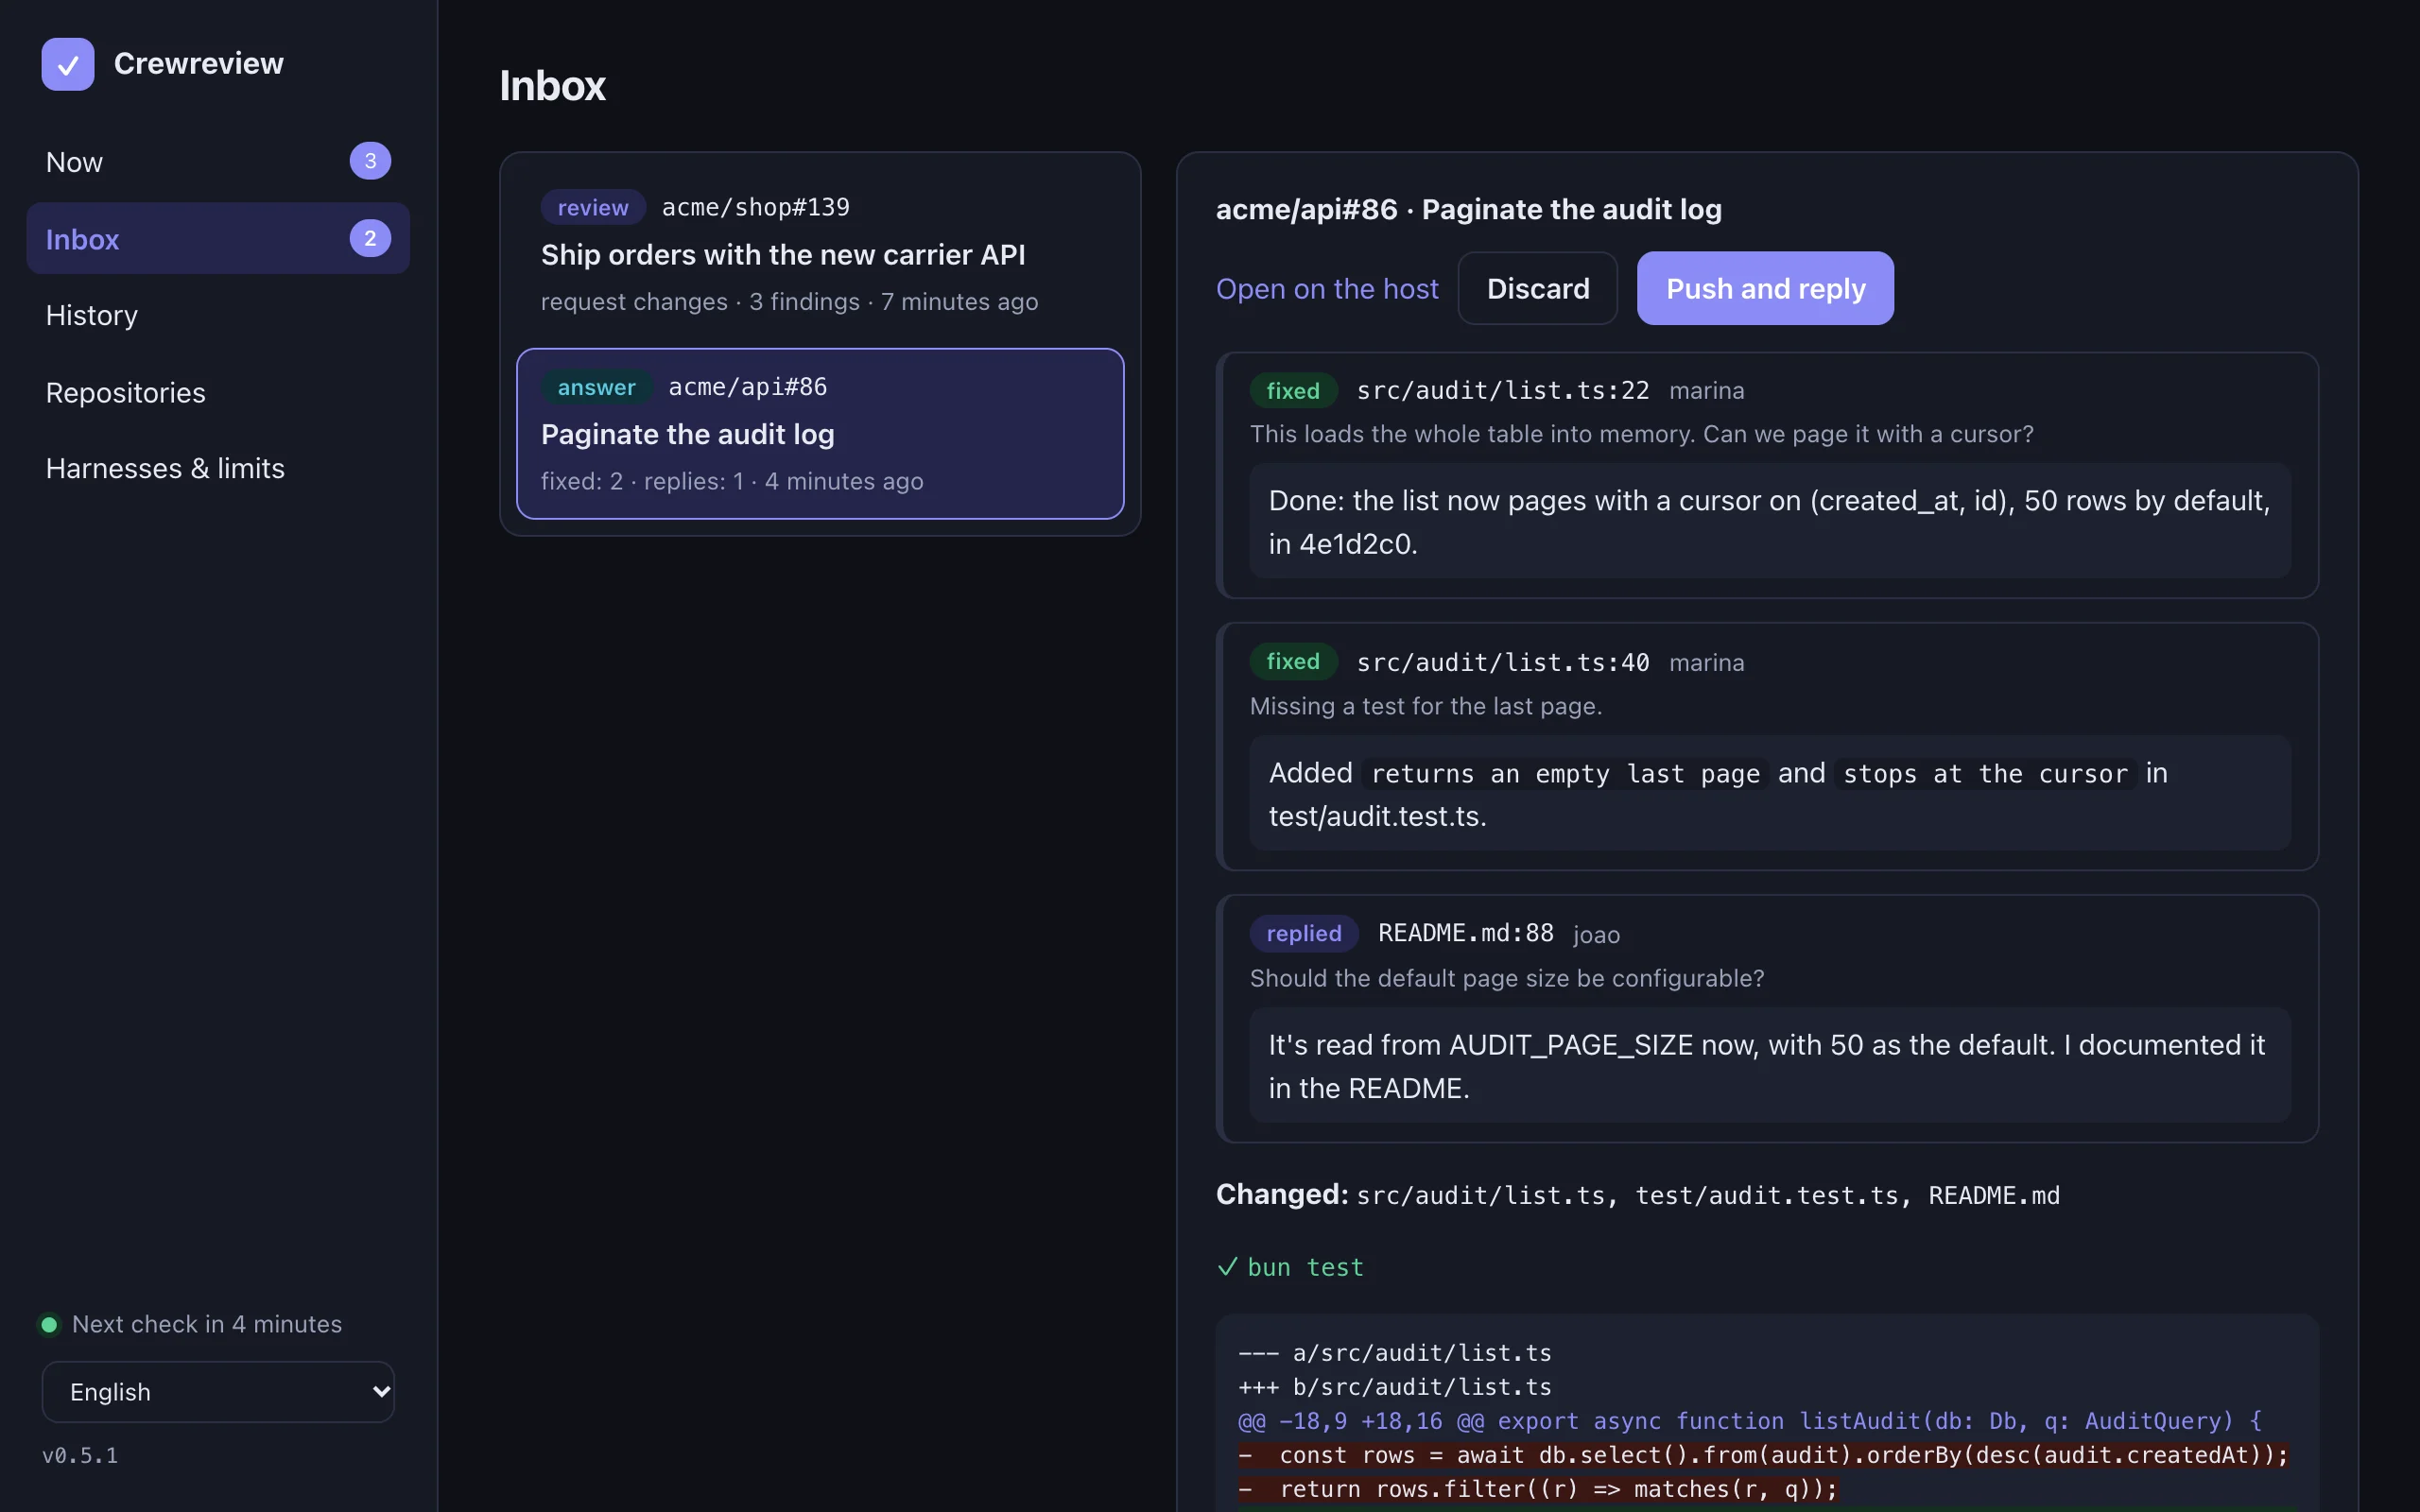 Crewreview
Now 3
Inbox 2
History
Repositories
Harnesses & limits
Next check in 4 minutes
English
v0.5.1
Inbox
review acme/shop#139
Ship orders with the new carrier API
request changes · 3 findings · 7 minutes ago
answer acme/api#86
Paginate the audit log
fixed: 2 · replies: 1 · 4 minutes ago
acme/api#86 · Paginate the audit log
Open on the host Discard Push and reply
fixed src/audit/list.ts:22 marina
This loads the whole table into memory. Can we page it with a cursor?
Done: the list now pages with a cursor on (created_at, id), 50 rows by default,
in 4e1d2c0.
fixed src/audit/list.ts:40 marina
Missing a test for the last page.
Added returns an empty last page and stops at the cursor in
test/audit.test.ts.
replied README.md:88 joao
Should the default page size be configurable?
It's read from AUDIT_PAGE_SIZE now, with 50 as the default. I documented it
in the README.
Changed: src/audit/list.ts, test/audit.test.ts, README.md
✓ bun test
--- a/src/audit/list.ts
+++ b/src/audit/list.ts
@@ -18,9 +18,16 @@ export async function listAudit(db: Db, q: AuditQuery) {
-  const rows = await db.select().from(audit).orderBy(desc(audit.createdAt));
-  return rows.filter((r) => matches(r, q));